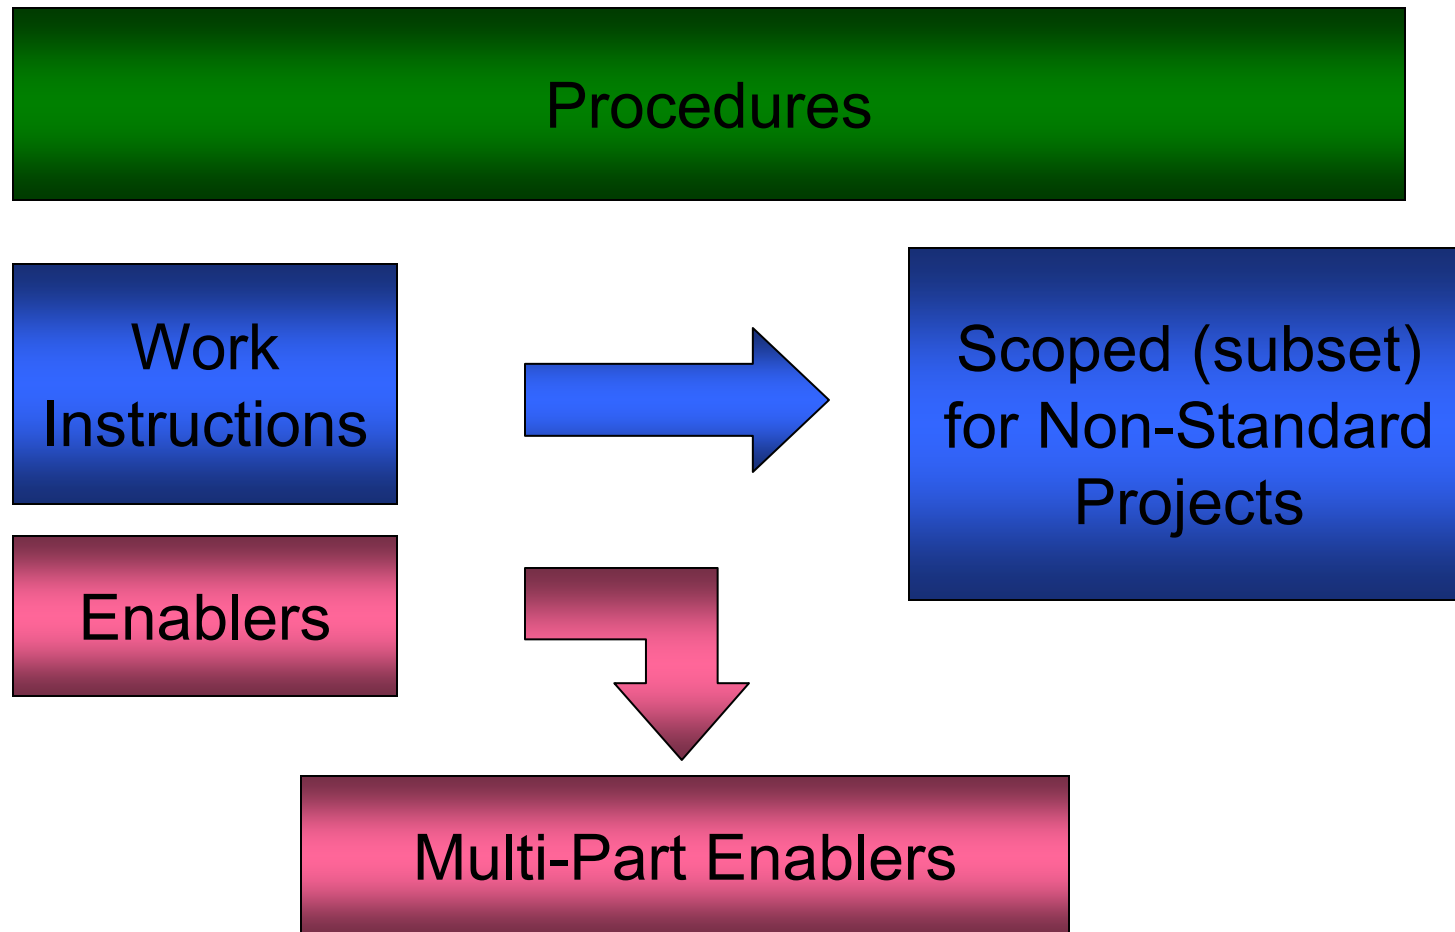 Procedures
Work
Instructions
Scoped (subset)
for Non-Standard
Projects
Enablers
Multi-Part Enablers